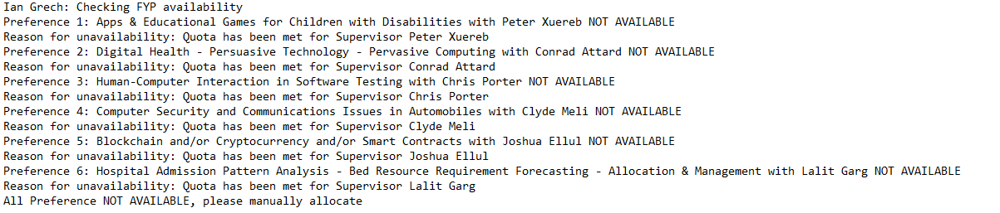 Ian Grech: Checking FYP availability
Preference 1: Apps & Educational Games for Children with Disabilities with Peter Xuereb NOT AVAILABLE
Reason for unavailability: Quota has been met for Supervisor Peter Xuereb
Preference 2: Digital Health - Persuasive Technology - Pervasive Computing with Conrad Attard NOT AVAILABLE
Reason for unavailability: Quota has been met for Supervisor Conrad Attard
Preference 3: Human-Computer Interaction in Software Testing with Chris Porter NOT AVAILABLE
Reason for unavailability: Quota has been met for Supervisor Chris Porter
Preference 4: Computer Security and Communications Issues in Automobiles with Clyde Meli NOT AVAILABLE
Reason for unavailability: Quota has been met for Supervisor Clyde Meli
Preference 5: Blockchain and/or Cryptocurrency and/or Smart Contracts with Joshua Ellul NOT AVAILABLE
Reason for unavailability: Quota has been met for Supervisor Joshua Ellul
Preference 6: Hospital Admission Pattern Analysis - Bed Resource Requirement Forecasting - Allocation & Management with Lalit Garg NOT AVAILABLE
Reason for unavailability: Quota has been met for Supervisor Lalit Garg
All Preference NOT AVAILABLE, please manually allocate